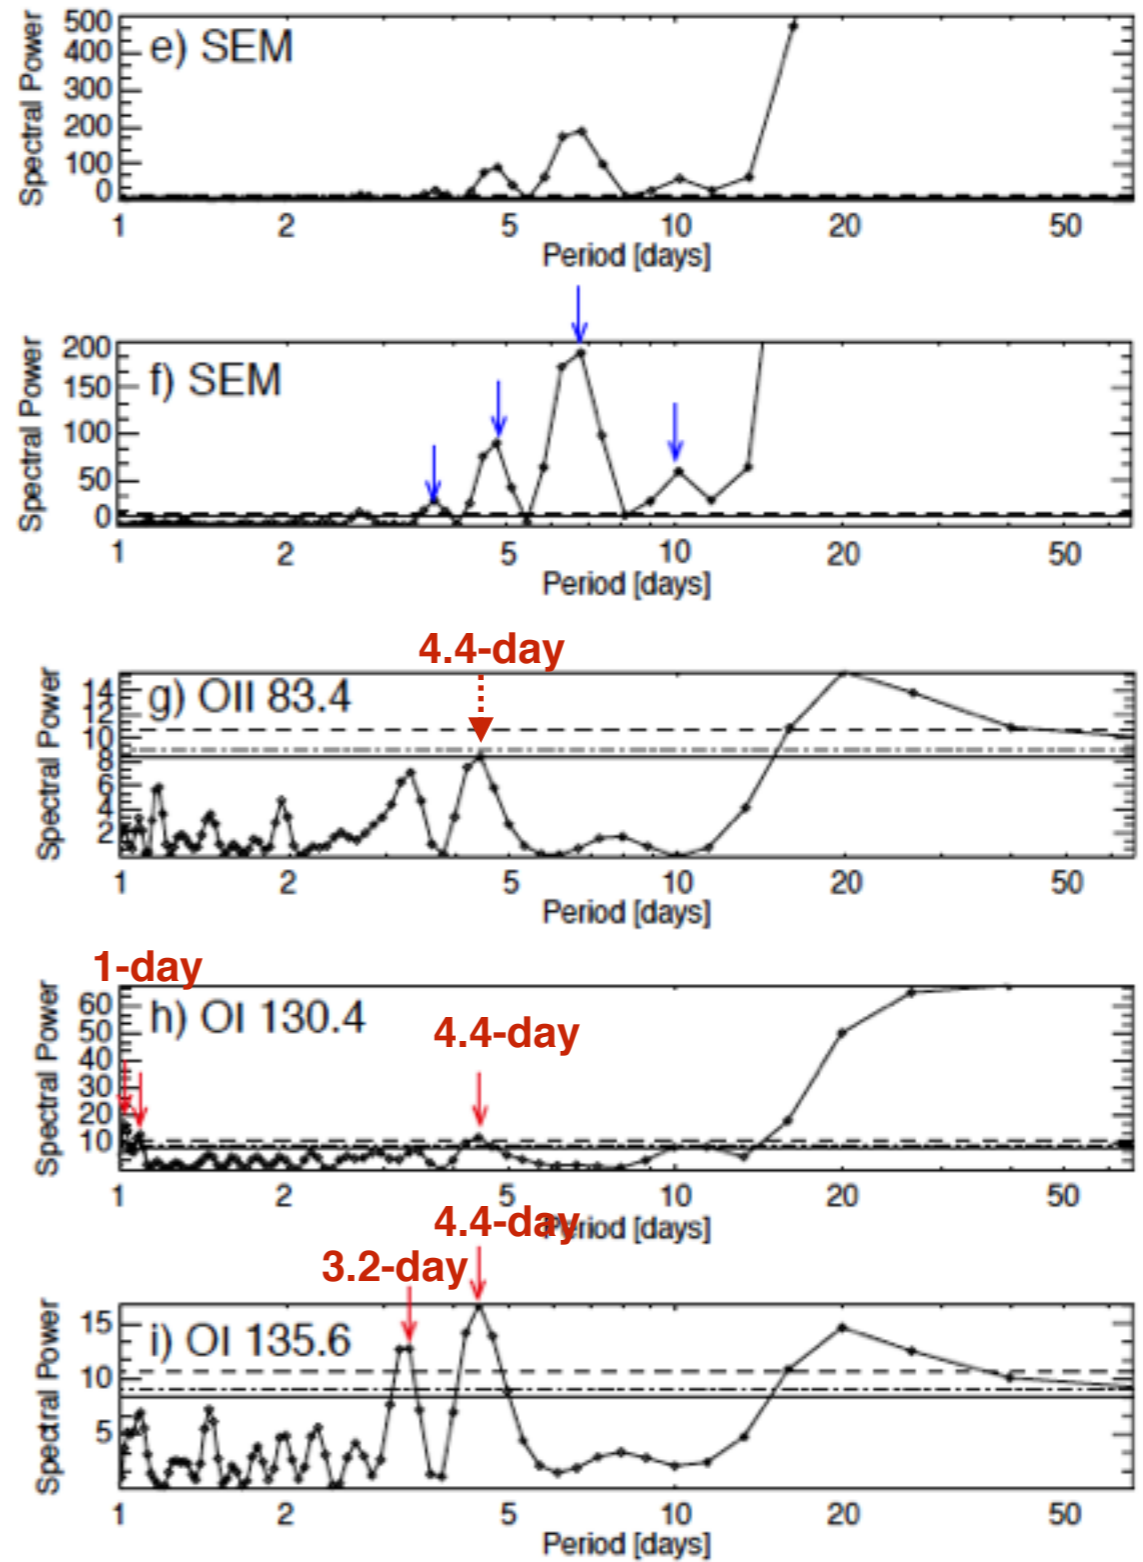 500
400
300
200
100
0
Spectral Power
e) SEM
1 2 5 10 20 50
Period [days]
200
150
100
50
0
Spectral Power
f) SEM
1 2 5 10 20 50
Period [days]
4.4-day
14
12
10
8
6
4
2
Spectral Power
g) OII 83.4
1 2 5 10 20 50
Period [days]
1-day
60
50
40
30
20
10
Spectral Power
h) OI 130.4
4.4-day
1 2 5 10 20 50
Period [days]
4.4-day
3.2-day
15
10
5
Spectral Power
i) OI 135.6
1 2 5 10 20 50
Period [days]